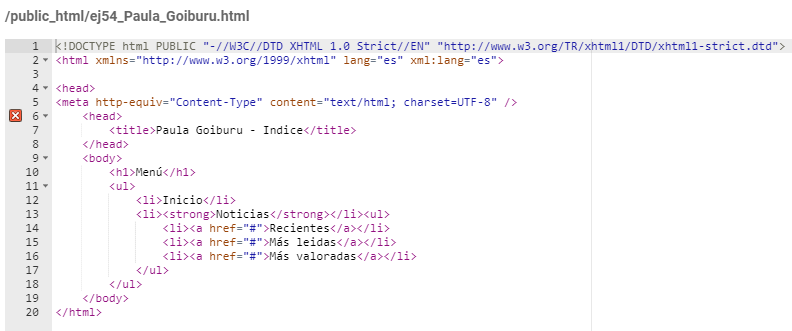 /public_html/ej54_Paula_Goiburu.html
1 <!DOCTYPE html PUBLIC "-//W3C//DTD XHTML 1.0 Strict//EN" "http://www.w3.org/TR/xhtml1/DTD/xhtml1-strict.dtd">
2 <html xmlns="http://www.w3.org/1999/xhtml" lang="es" xml:lang="es">
3
4 <head>
5 <meta http-equiv="Content-Type" content="text/html; charset=UTF-8" />
6     <head>
7         <title>Paula Goiburu - Indice</title>
8     </head>
9     <body>
10         <h1>Menú</h1>
11         <ul>
12             <li>Inicio</li>
13             <li><strong>Noticias</strong></li><ul>
14                 <li><a href="#">Recientes</a></li>
15                 <li><a href="#">Más leidas</a></li>
16                 <li><a href="#">Más valoradas</a></li>
17             </ul>
18         </ul>
19     </body>
20 </html>